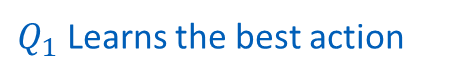 Q₁ Learns the best action